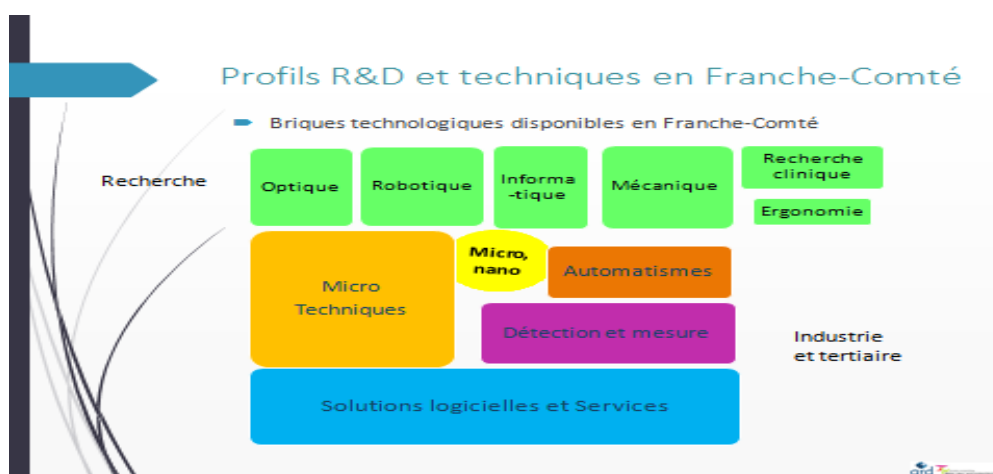 Profils R&D et techniques en Franche-Comté
Briques technologiques disponibles en Franche-Comté
Recherche
Optique
Robotique
Informa
-tique
Mécanique
Recherche
clinique
Ergonomie
Micro
Techniques
Micro,
nano
Automatismes
Détection et mesure
Industrie
et tertiaire
Solutions logicielles et Services
ard